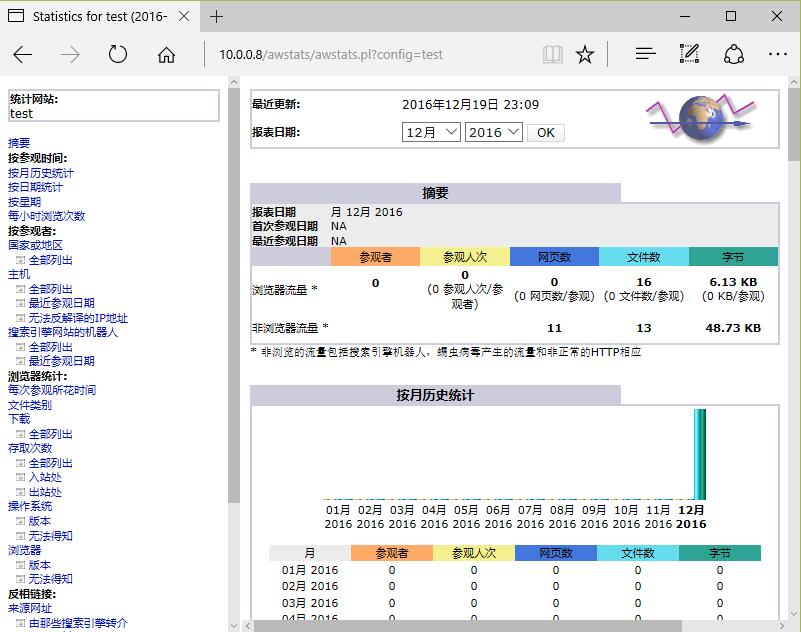 Statistics for test (2016-
10.0.0.8/awstats/awstats.pl?config=test
统计网站:
test
摘要
按参观时间:
按月历史统计
按日期统计
按星期
每小时浏览次数
按参观者:
国家或地区
全部列出
主机
全部列出
最近参观日期
无法反解译的IP地址
搜索引擎网站的机器人
全部列出
最近参观日期
浏览器统计:
每次参观所花时间
文件类别
下载
全部列出
存取次数
全部列出
入站处
出站处
操作系统
版本
无法得知
浏览器
版本
无法得知
反相链接:
来源网址
由那些搜索引擎转介
最近更新: 2016年12月19日 23:09
报表日期: 12月 2016 OK
摘要
报表日期 月 12月 2016
首次参观日期 NA
最近参观日期 NA
参观者 参观人次 网页数 文件数 字节
浏览器流量 * 0 0 0 16 6.13 KB
(0 参观人次/参观者) (0 网页数/参观) (0 文件数/参观) (0 KB/参观)
非浏览器流量 * 11 13 48.73 KB
* 非浏览的流量包括搜索引擎机器人，蠕虫病毒产生的流量和非正常的HTTP相应
按月历史统计
01月 02月 03月 04月 05月 06月 07月 08月 09月 10月 11月 12月
2016 2016 2016 2016 2016 2016 2016 2016 2016 2016 2016 2016
月 参观者 参观人次 网页数 文件数 字节
01月 2016 0 0 0 0 0
02月 2016 0 0 0 0 0
03月 2016 0 0 0 0 0
04月 2016 0 0 0 0 0